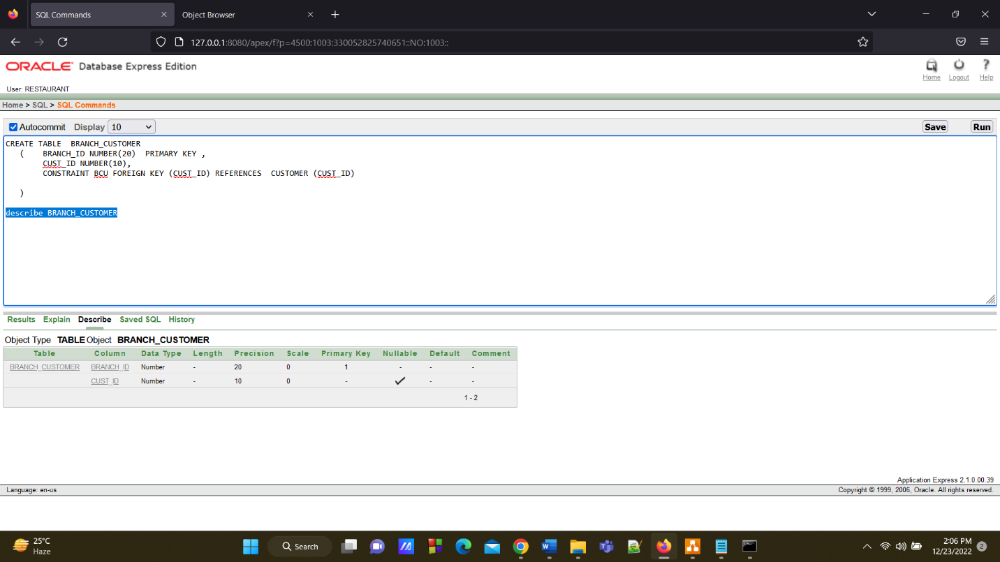 SQL Commands
Object Browser
127.0.0.1:8080/apex/f?p=4500:1003:330052825740651::NO:1003::
ORACLE Database Express Edition
Home Logout Help
User: RESTAURANT
Home > SQL > SQL Commands
Autocommit Display 10 Save Run
CREATE TABLE BRANCH_CUSTOMER
( BRANCH_ID NUMBER(20) PRIMARY KEY ,
CUST_ID NUMBER(10),
CONSTRAINT BCU FOREIGN KEY (CUST_ID) REFERENCES CUSTOMER (CUST_ID)
)
describe BRANCH_CUSTOMER
Results Explain Describe Saved SQL History
Object Type TABLE Object BRANCH_CUSTOMER
Table Column Data Type Length Precision Scale Primary Key Nullable Default Comment
BRANCH_CUSTOMER BRANCH_ID Number - 20 0 1 - - -
CUST_ID Number - 10 0 - ✓ - -
1 - 2
Application Express 2.1.0.00.39
Language: en-us Copyright © 1999, 2006, Oracle. All rights reserved.
25°C
Haze
Search
2:06 PM
12/23/2022
2